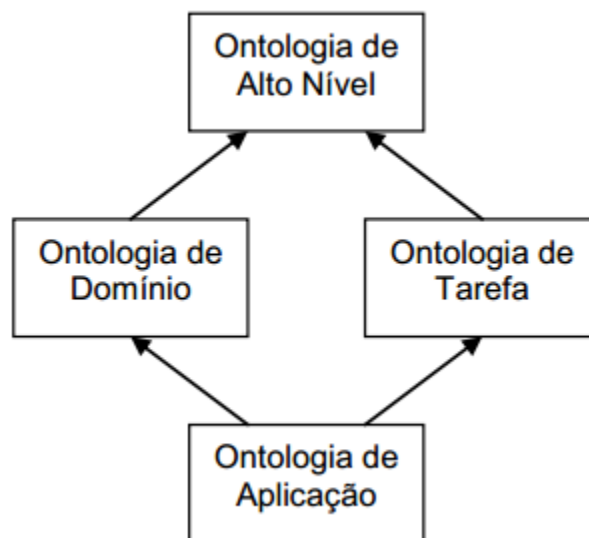 Ontologia de
Alto Nível
Ontologia de
Domínio
Ontologia de
Tarefa
Ontologia de
Aplicação